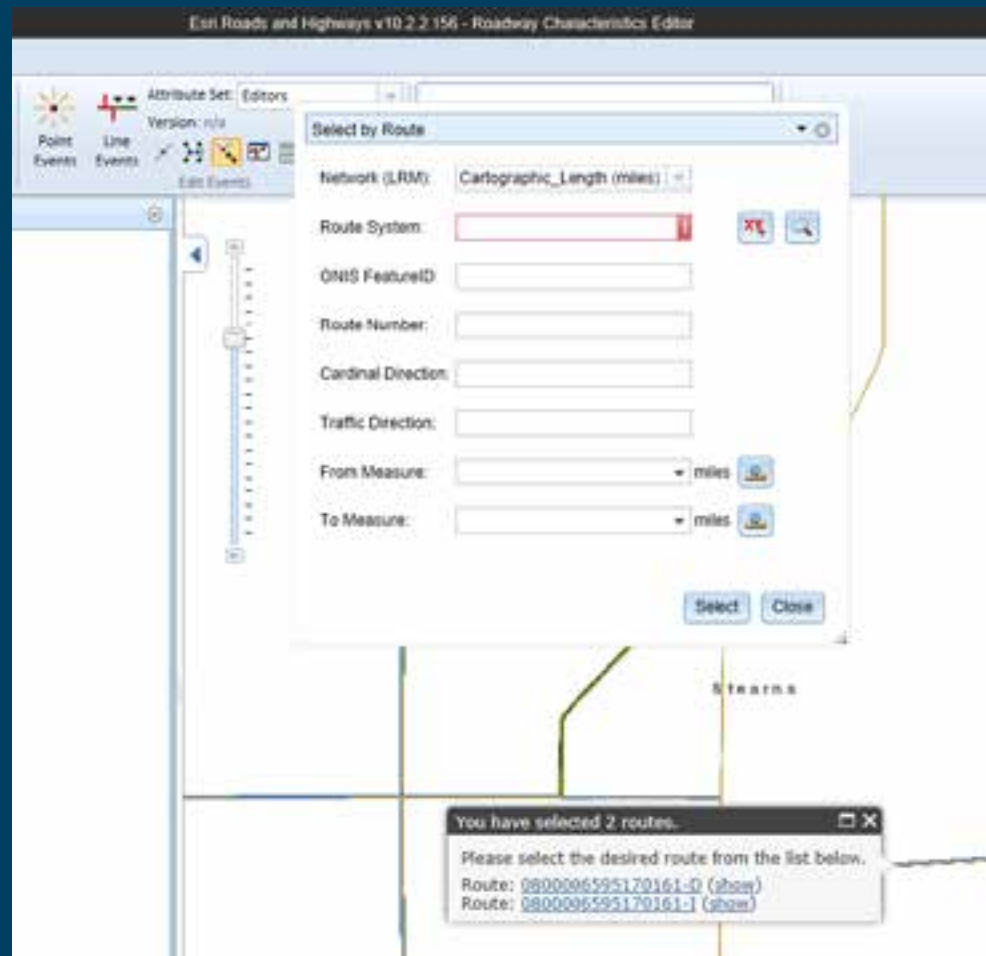 Esri Roads and Highways v10.2.2.156 - Roadway Characteristics Editor
Attribute Set: Editors
Version: n/a
Point Events
Line Events
Edit Events
Select by Route
Network (LRM): Cartographic_Length (miles)
Route System:
XY
ONIS FeatureID
Route Number:
Cardinal Direction
Traffic Direction:
From Measure: miles
To Measure: miles
Select Close
Stearns
You have selected 2 routes.
Please select the desired route from the list below.
Route: 0800006595170161-D (show)
Route: 0800006595170161-I (show)